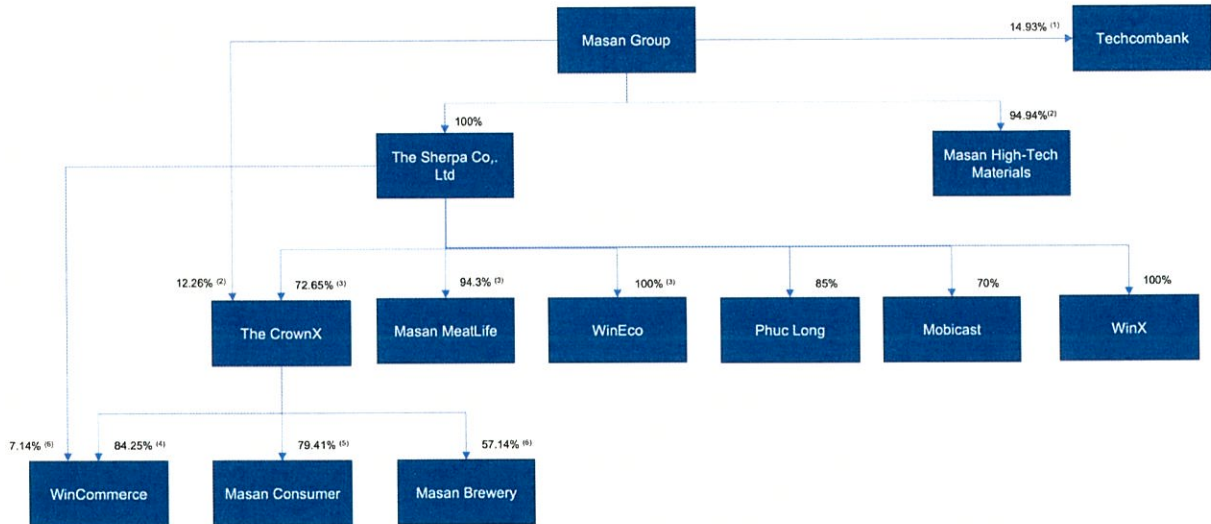 Masan Group
14.93% (1)
Techcombank
100%
94.94%(2)
The Sherpa Co,.
Ltd
Masan High-Tech
Materials
12.26% (2)
72.65% (3)
94.3% (3)
100% (3)
85%
70%
100%
The CrownX
Masan MeatLife
WinEco
Phuc Long
Mobicast
WinX
7.14% (6)
84.25% (4)
79.41% (5)
57.14% (6)
WinCommerce
Masan Consumer
Masan Brewery